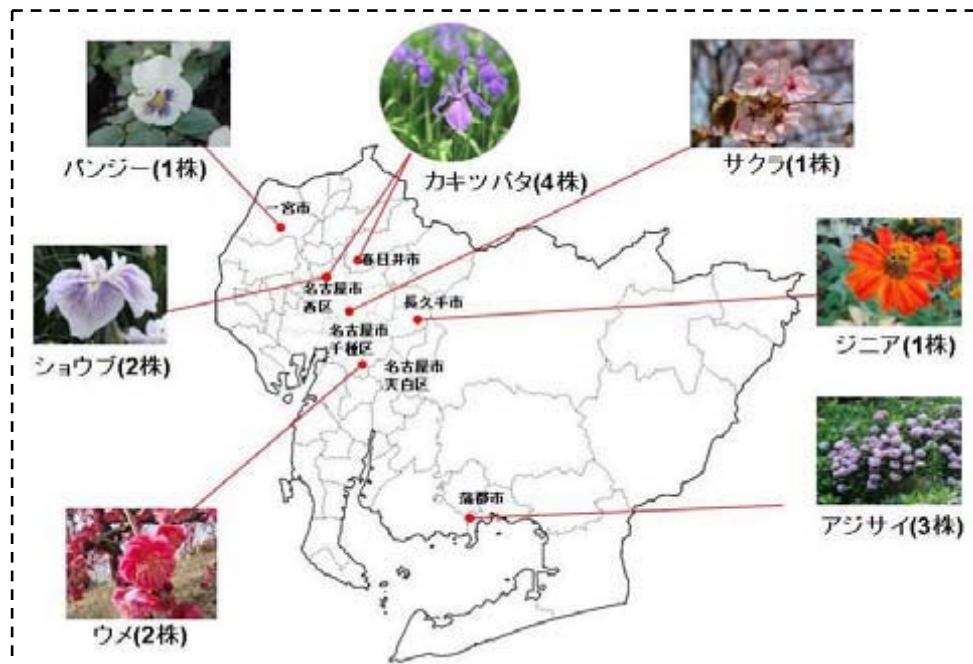 パンジー(1株)
カキツバタ(4株)
サクラ(1株)
一宮市
春日井市
名古屋市
西区
長久手市
ショウブ(2株)
名古屋市
千種区
ジニア(1株)
名古屋市
天白区
蒲郡市
アジサイ(3株)
ウメ(2株)